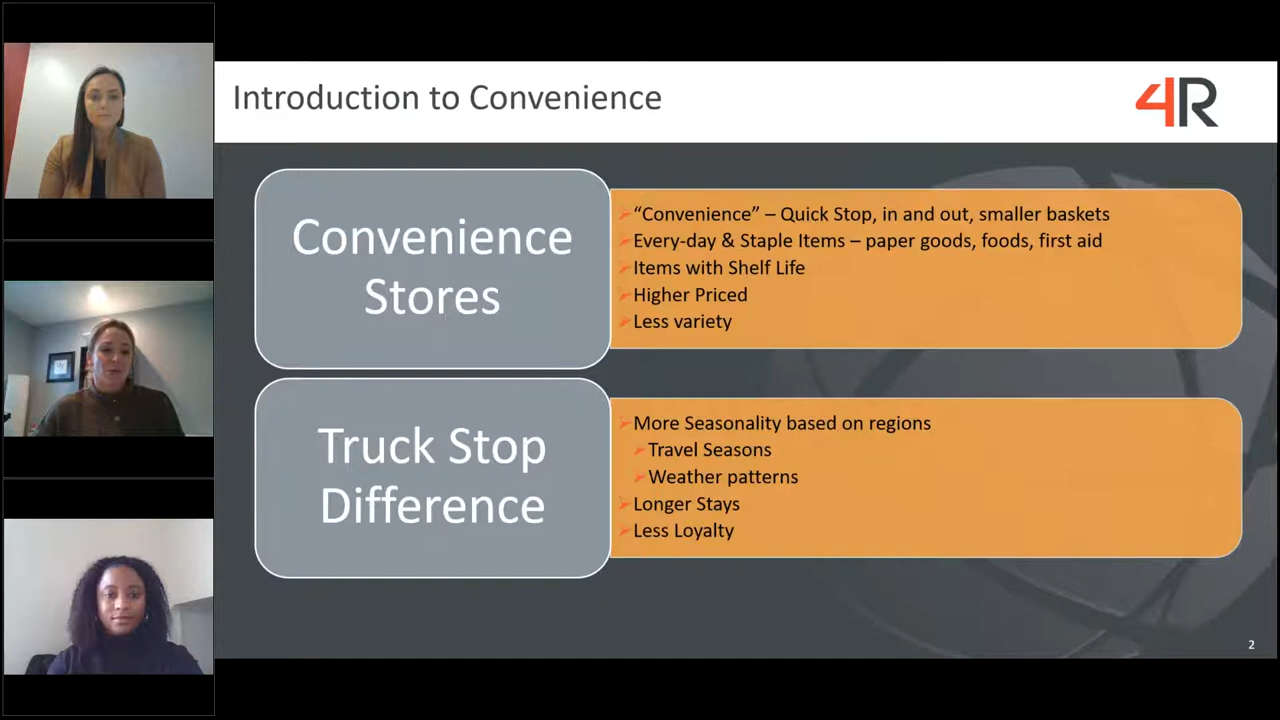 Introduction to Convenience
4R
Convenience
Stores
“Convenience” – Quick Stop, in and out, smaller baskets
Every-day & Staple Items – paper goods, foods, first aid
Items with Shelf Life
Higher Priced
Less variety
Truck Stop
Difference
More Seasonality based on regions
Travel Seasons
Weather patterns
Longer Stays
Less Loyalty
2